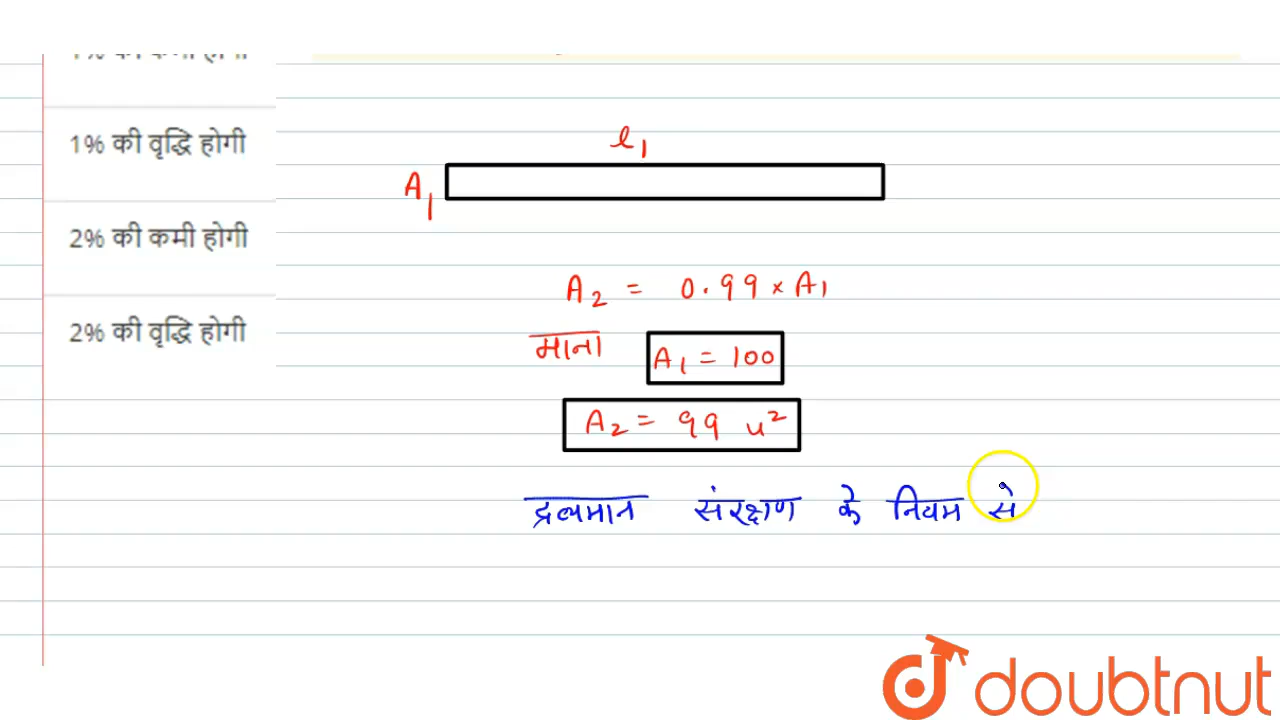 1% की वृद्धि होगी
2% की कमी होगी
2% की वृद्धि होगी
l₁
A₁
A₂ = 0.99 × A₁
माना A₁ = 100
A₂ = 99 u²
द्रव्यमान संरक्षण के नियम से
doubtnut